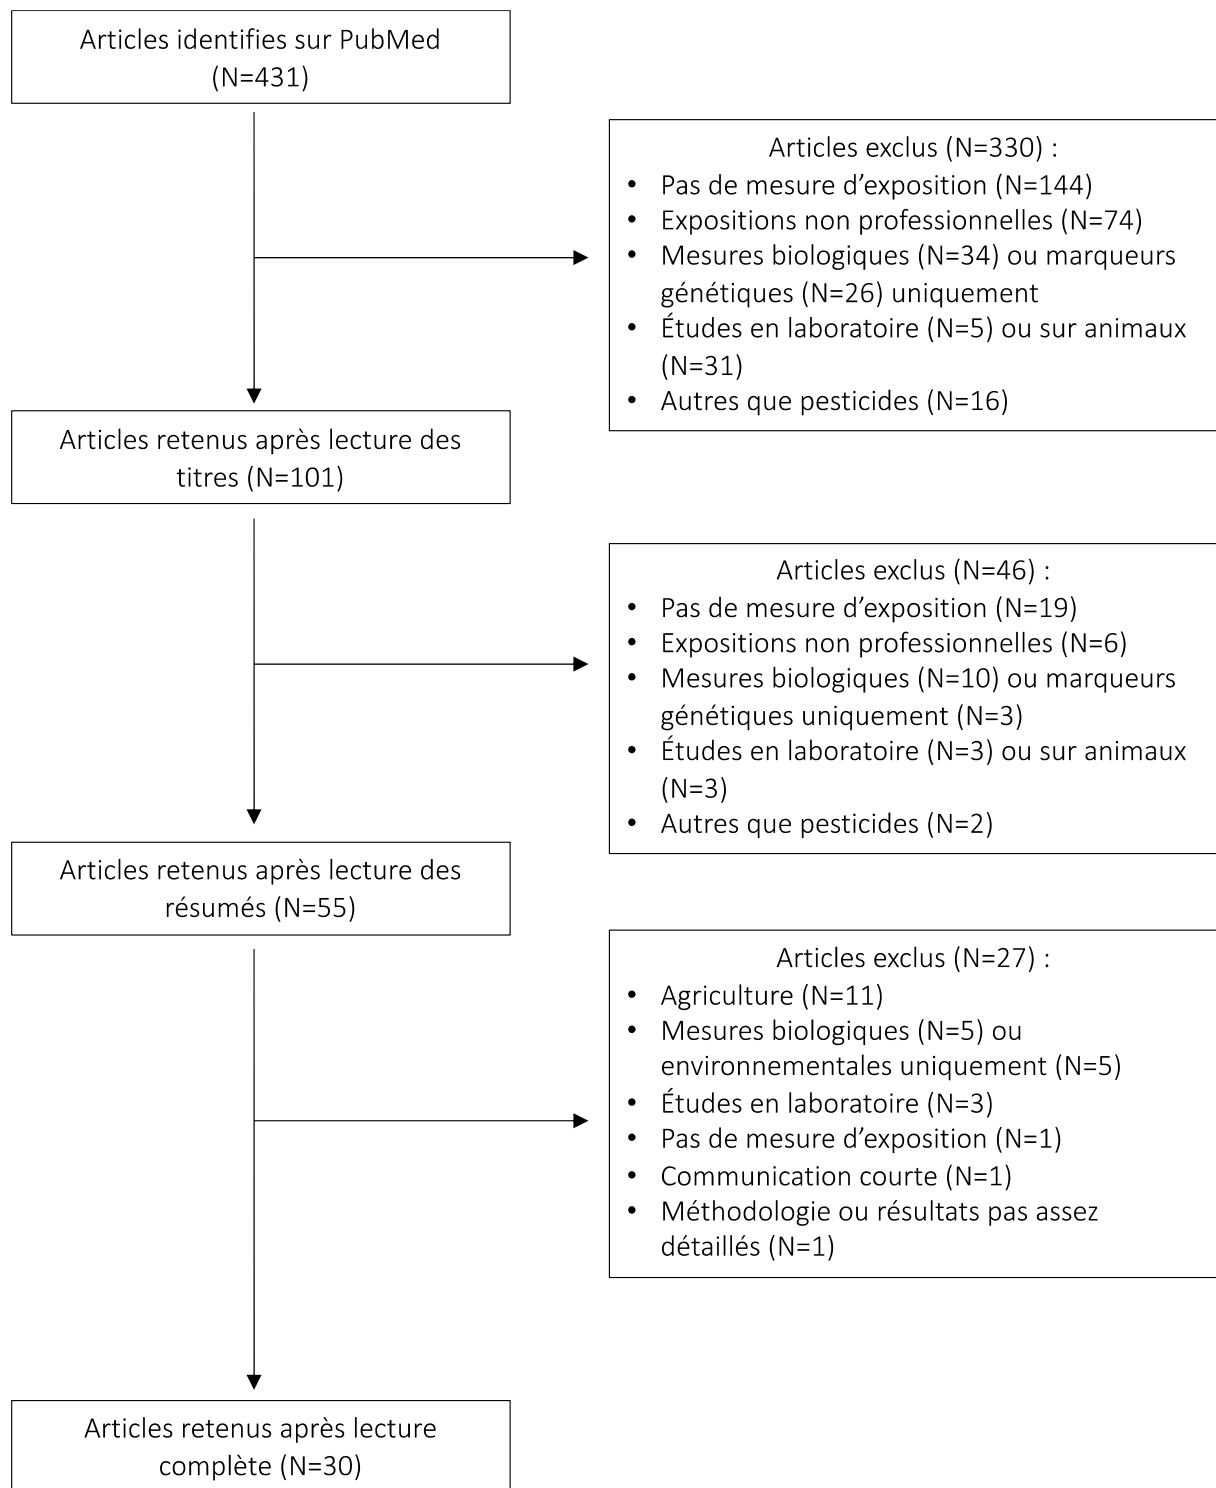 Articles identifies sur PubMed
(N=431)
Articles exclus (N=330) :
• Pas de mesure d’exposition (N=144)
• Expositions non professionnelles (N=74)
• Mesures biologiques (N=34) ou marqueurs
génétiques (N=26) uniquement
• Études en laboratoire (N=5) ou sur animaux
(N=31)
• Autres que pesticides (N=16)
Articles retenus après lecture des
titres (N=101)
Articles exclus (N=46) :
• Pas de mesure d’exposition (N=19)
• Expositions non professionnelles (N=6)
• Mesures biologiques (N=10) ou marqueurs
génétiques uniquement (N=3)
• Études en laboratoire (N=3) ou sur animaux
(N=3)
• Autres que pesticides (N=2)
Articles retenus après lecture des
résumés (N=55)
Articles exclus (N=27) :
• Agriculture (N=11)
• Mesures biologiques (N=5) ou
environnementales uniquement (N=5)
• Études en laboratoire (N=3)
• Pas de mesure d’exposition (N=1)
• Communication courte (N=1)
• Méthodologie ou résultats pas assez
détaillés (N=1)
Articles retenus après lecture
complète (N=30)